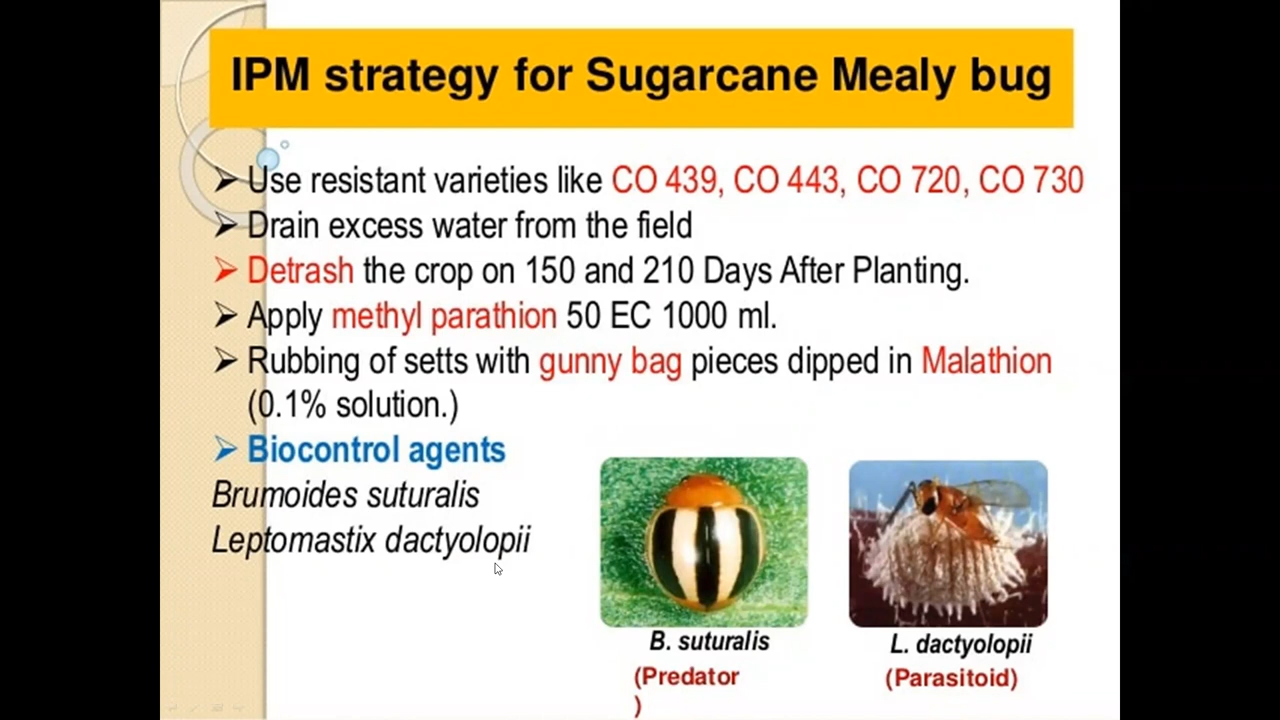 IPM strategy for Sugarcane Mealy bug
Use resistant varieties like CO 439, CO 443, CO 720, CO 730
Drain excess water from the field
Detrash the crop on 150 and 210 Days After Planting.
Apply methyl parathion 50 EC 1000 ml.
Rubbing of setts with gunny bag pieces dipped in Malathion
(0.1% solution.)
Biocontrol agents
Brumoides suturalis
Leptomastix dactyolopii
B. suturalis
(Predator
)
L. dactyolopii
(Parasitoid)